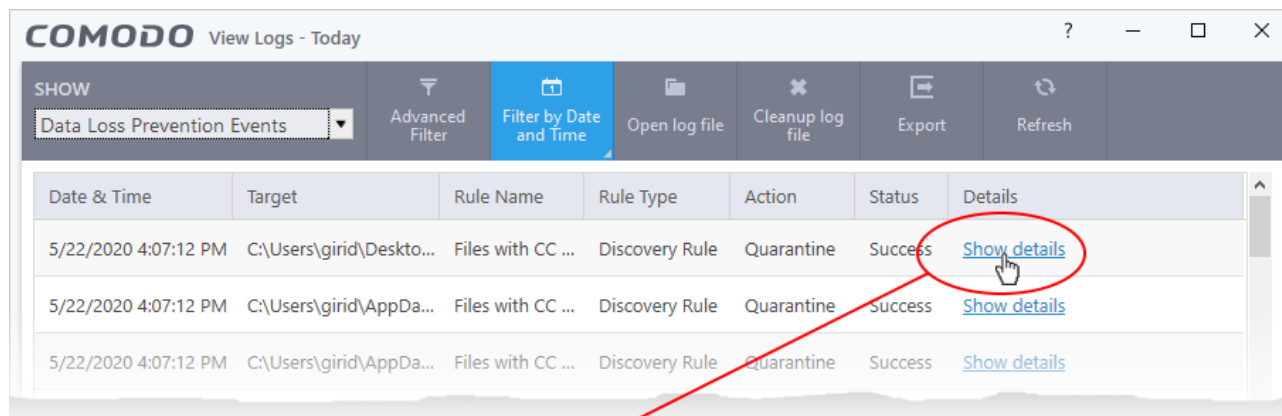 COMODO View Logs - Today ?
SHOW
Data Loss Prevention Events
Advanced Filter
1
Filter by Date and Time
Open log file
Cleanup log file
Export
Refresh
Date & Time Target Rule Name Rule Type Action Status Details
5/22/2020 4:07:12 PM C:\Users\girid\Deskto... Files with CC ... Discovery Rule Quarantine Success Show details
5/22/2020 4:07:12 PM C:\Users\girid\AppDa... Files with CC ... Discovery Rule Quarantine Success Show details
5/22/2020 4:07:12 PM C:\Users\girid\AppDa... Files with CC ... Discovery Rule Quarantine Success Show details